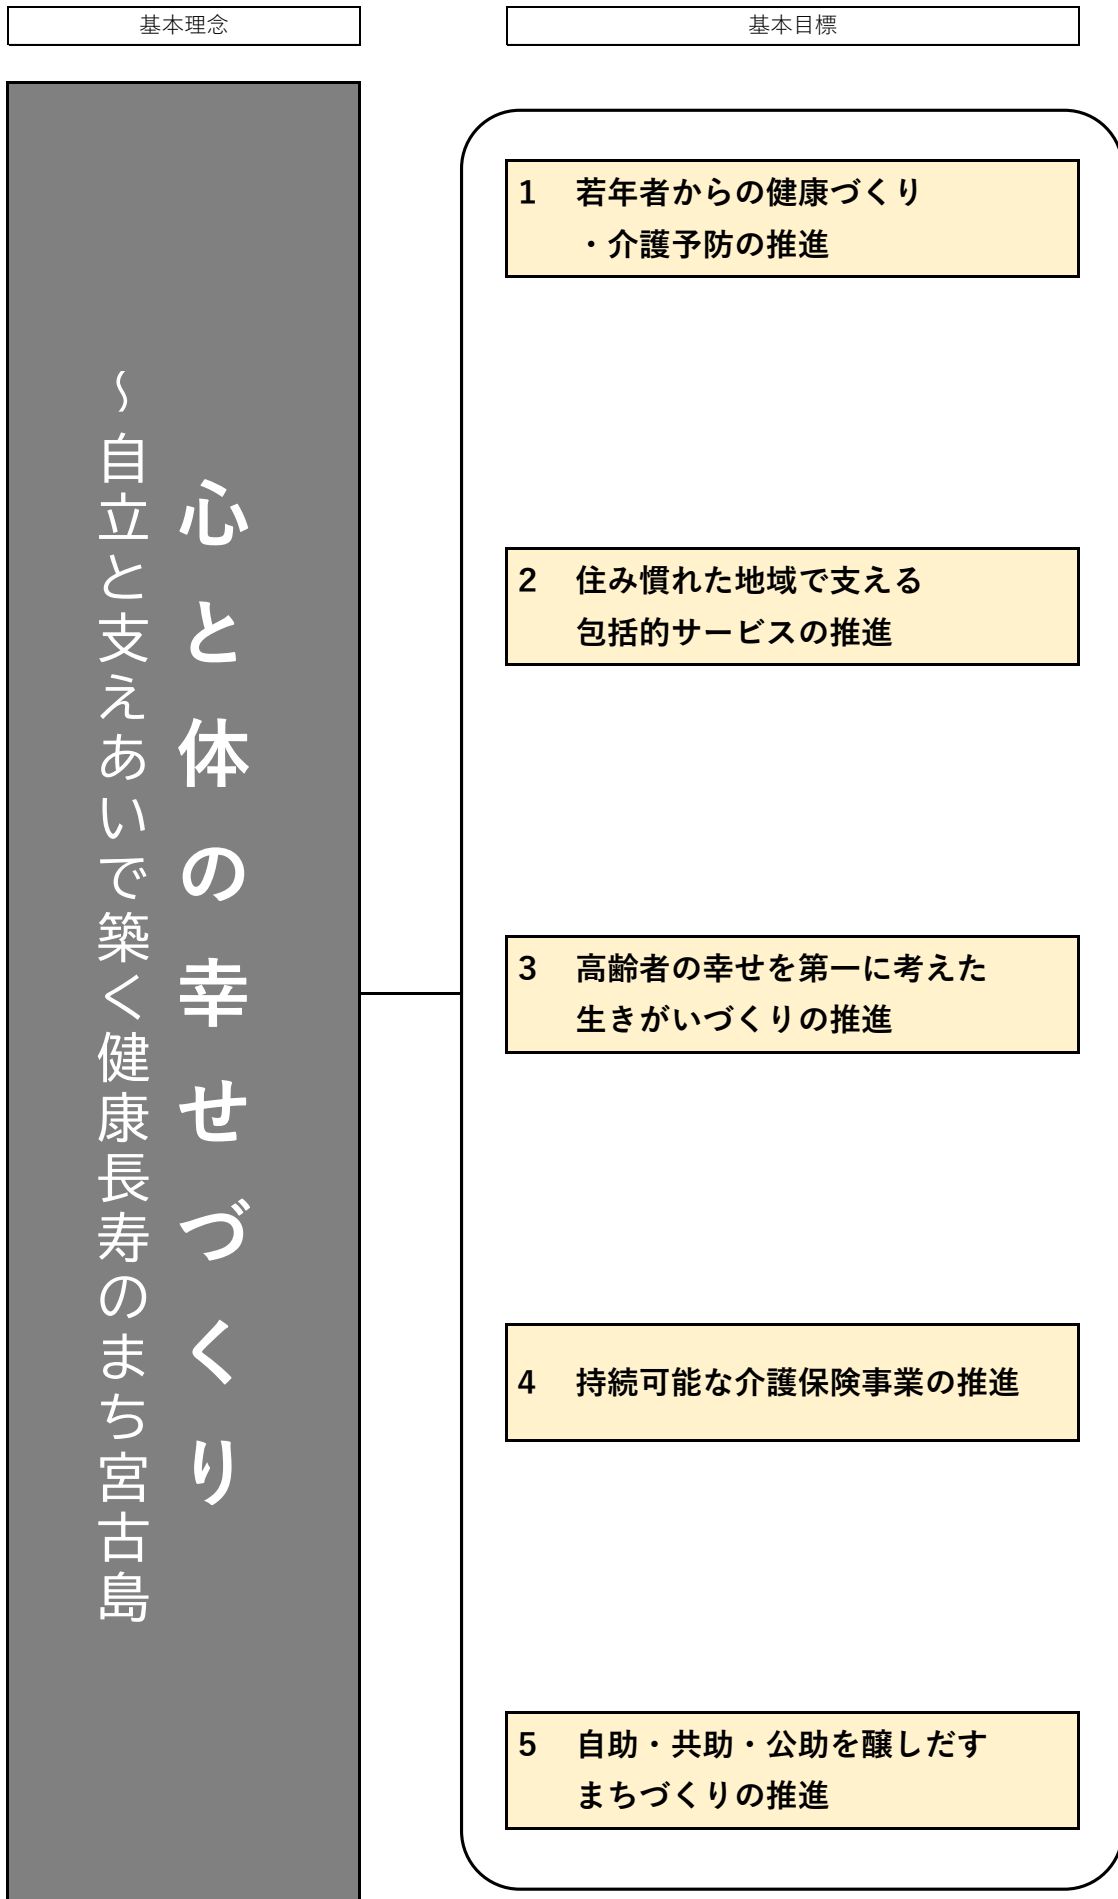 基本理念
基本目標
心と体の幸せづくり
～自立と支えあいで築く健康長寿のまち宮古島
1 若年者からの健康づくり
・介護予防の推進
2 住み慣れた地域で支える
包括的サービスの推進
3 高齢者の幸せを第一に考えた
生きがいづくりの推進
4 持続可能な介護保険事業の推進
5 自助・共助・公助を醸しだす
まちづくりの推進